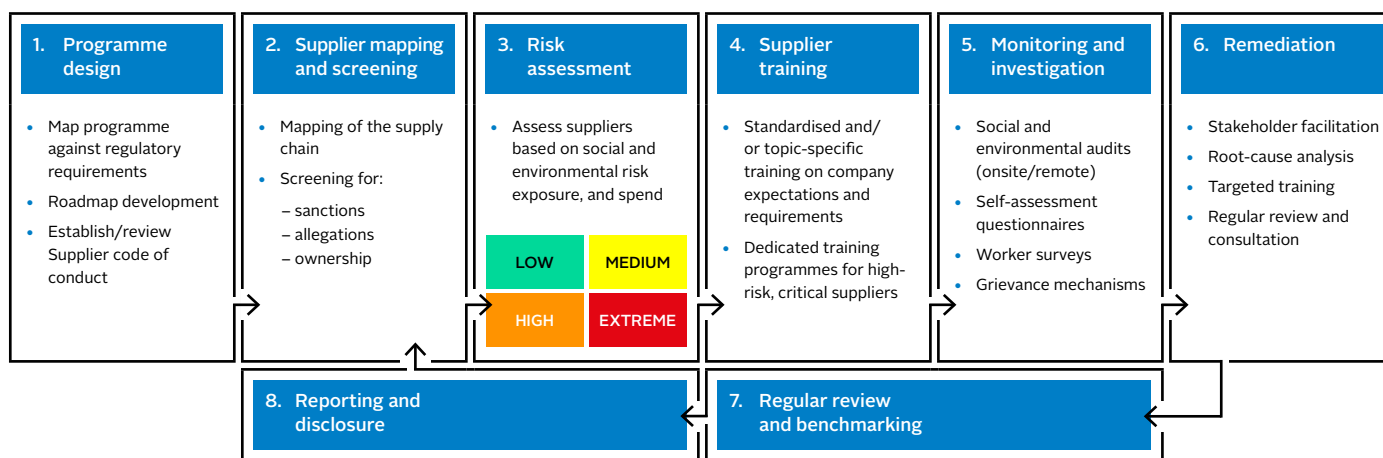 1. Programme
design
• Map programme
against regulatory
requirements
• Roadmap development
• Establish/review
Supplier code of
conduct
2. Supplier mapping
and screening
• Mapping of the supply
chain
• Screening for:
– sanctions
– allegations
– ownership
3. Risk
assessment
• Assess suppliers
based on social and
environmental risk
exposure, and spend
LOW
MEDIUM
HIGH
EXTREME
4. Supplier
training
• Standardised and/
or topic-specific
training on company
expectations and
requirements
• Dedicated training
programmes for high-
risk, critical suppliers
5. Monitoring and
investigation
• Social and
environmental audits
(onsite/remote)
• Self-assessment
questionnaires
• Worker surveys
• Grievance mechanisms
6. Remediation
• Stakeholder facilitation
• Root-cause analysis
• Targeted training
• Regular review and
consultation
7. Regular review
and benchmarking
8. Reporting and
disclosure